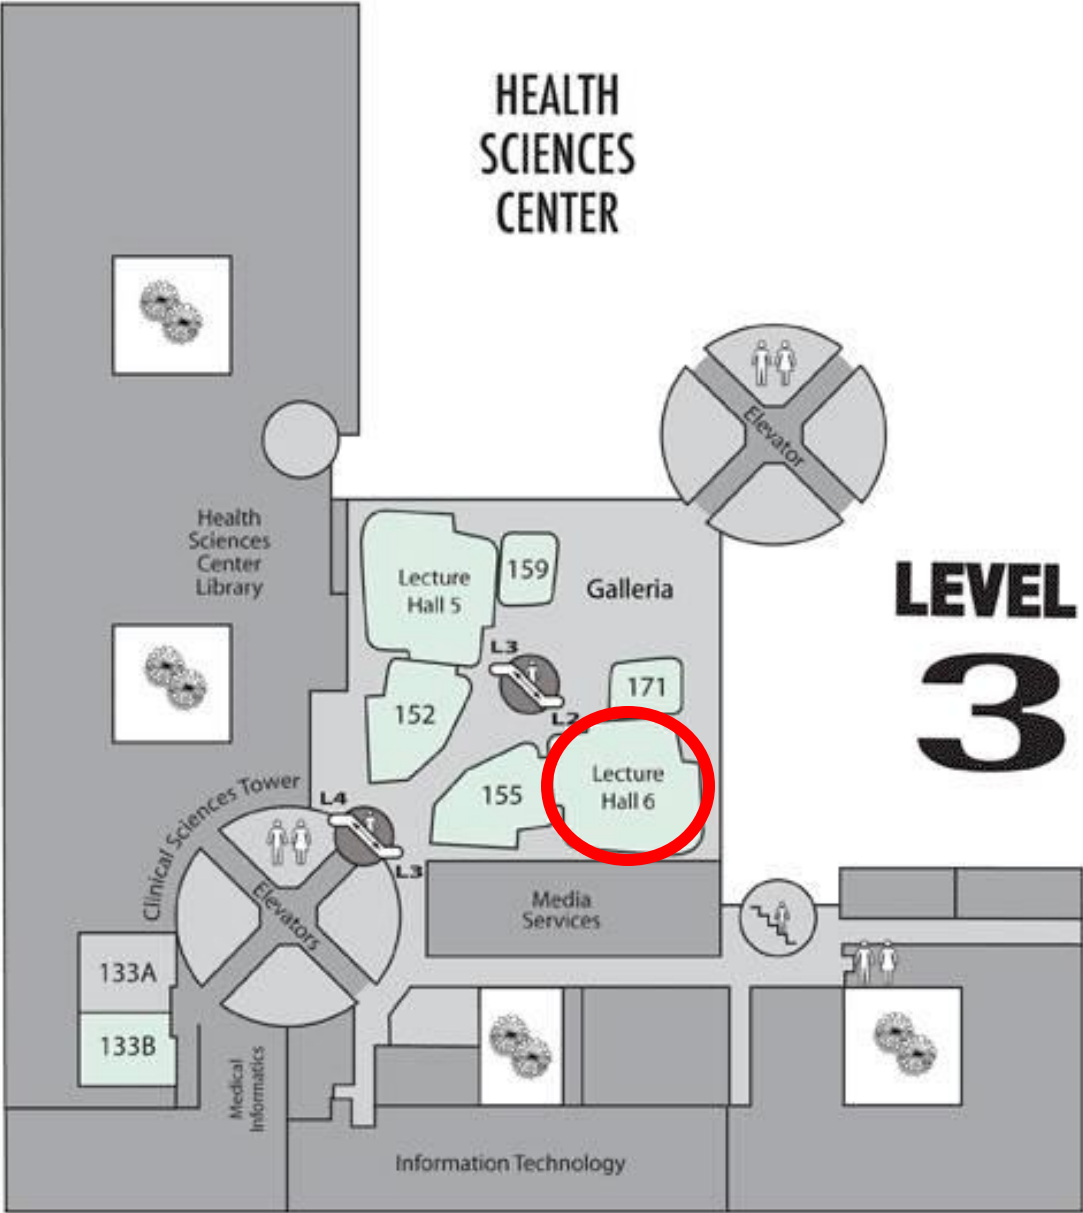 HEALTH
SCIENCES
CENTER
Elevator
Health
Sciences
Center
Library
Lecture
Hall 5
159
Galleria
LEVEL
3
L3
L2
171
152
Lecture
Hall 6
155
Clinical Sciences Tower
L4
L3
Elevators
Media
Services
133A
133B
Medical
Informatics
Information Technology